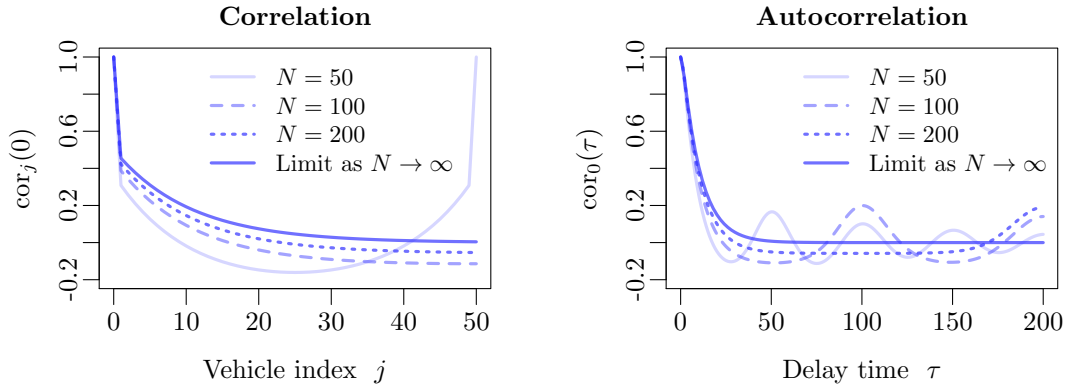 Correlation
cor_j(0)
1.0
0.6
0.2
-0.2
N = 50
N = 100
N = 200
Limit as N → ∞
0 10 20 30 40 50
Vehicle index j
Autocorrelation
cor_0(τ)
1.0
0.6
0.2
-0.2
N = 50
N = 100
N = 200
Limit as N → ∞
0 50 100 150 200
Delay time τ